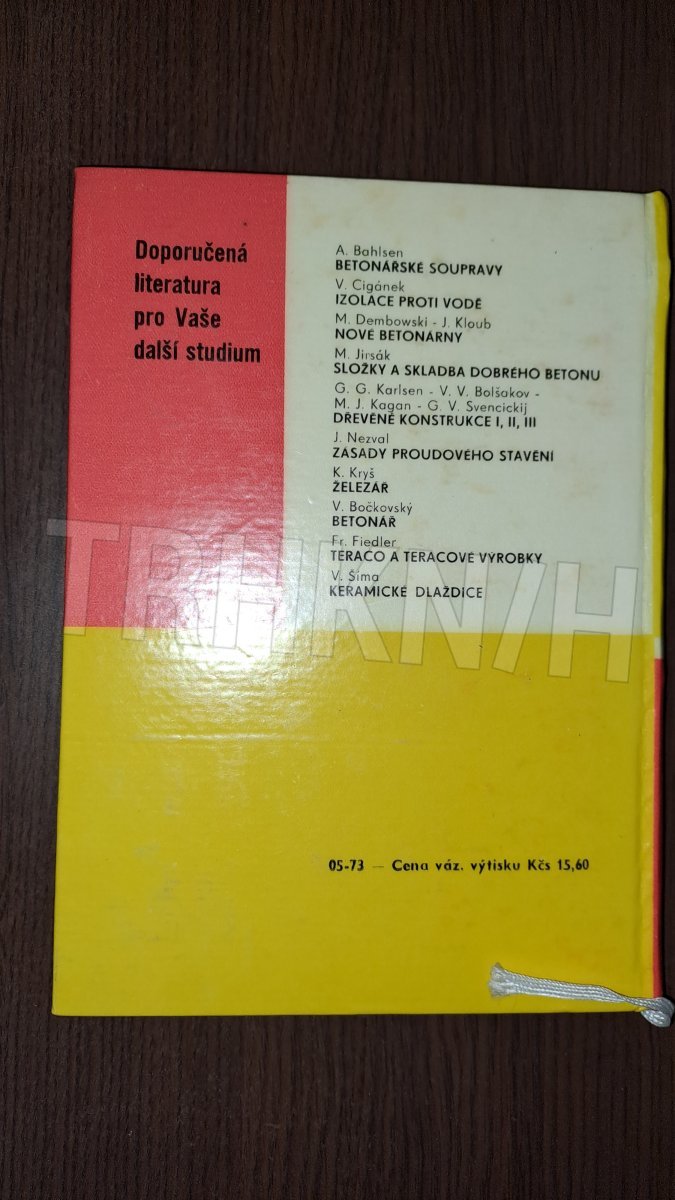 Doporučená
literatura
pro Vaše
další studium
A. Bahlsen
BETONÁŘSKÉ SOUPRAVY
V. Cigánek
IZOLACE PROTI VODĚ
M. Dembowski - J. Kloub
NOVÉ BETONÁRNY
M. Jirsák
SLOŽKY A SKLADBA DOBRÉHO BETONU
G. G. Karlsen - V. V. Bolšakov -
M. J. Kagan - G. V. Svencickij
DŘEVĚNÉ KONSTRUKCE I, II, III
J. Nezval
ZÁSADY PROUDOVÉHO STAVĚNÍ
K. Kryš
ŽELEZÁŘ
V. Bočkovský
BETONÁŘ
Fr. Fiedler
TERACO A TERACOVÉ VÝROBKY
V. Šíma
KERAMICKÉ DLAŽDICE
TRHKN/H
05-73 — Cena váz. výtisku Kčs 15,60